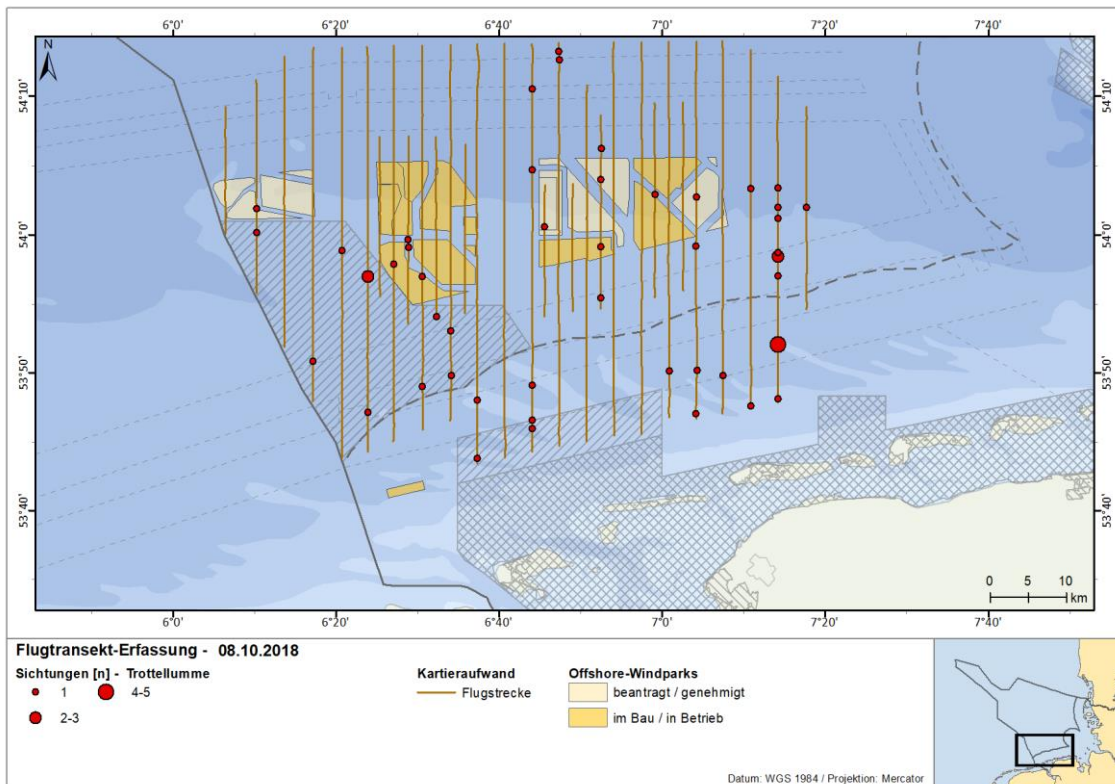 6°0' 6°20' 6°40' 7°0' 7°20' 7°40'
N
54°10' 54°10'
54°0' 54°0'
53°50' 53°50'
53°40' 53°40'
0 5 10
km
6°0' 6°20' 6°40' 7°0' 7°20' 7°40'
Flugtransekt-Erfassung - 08.10.2018
Sichtungen [n] - Trottellumme
1
4-5
2-3
Kartieraufwand
Flugstrecke
Offshore-Windparks
beantragt / genehmigt
im Bau / in Betrieb
Datum: WGS 1984 / Projektion: Mercator